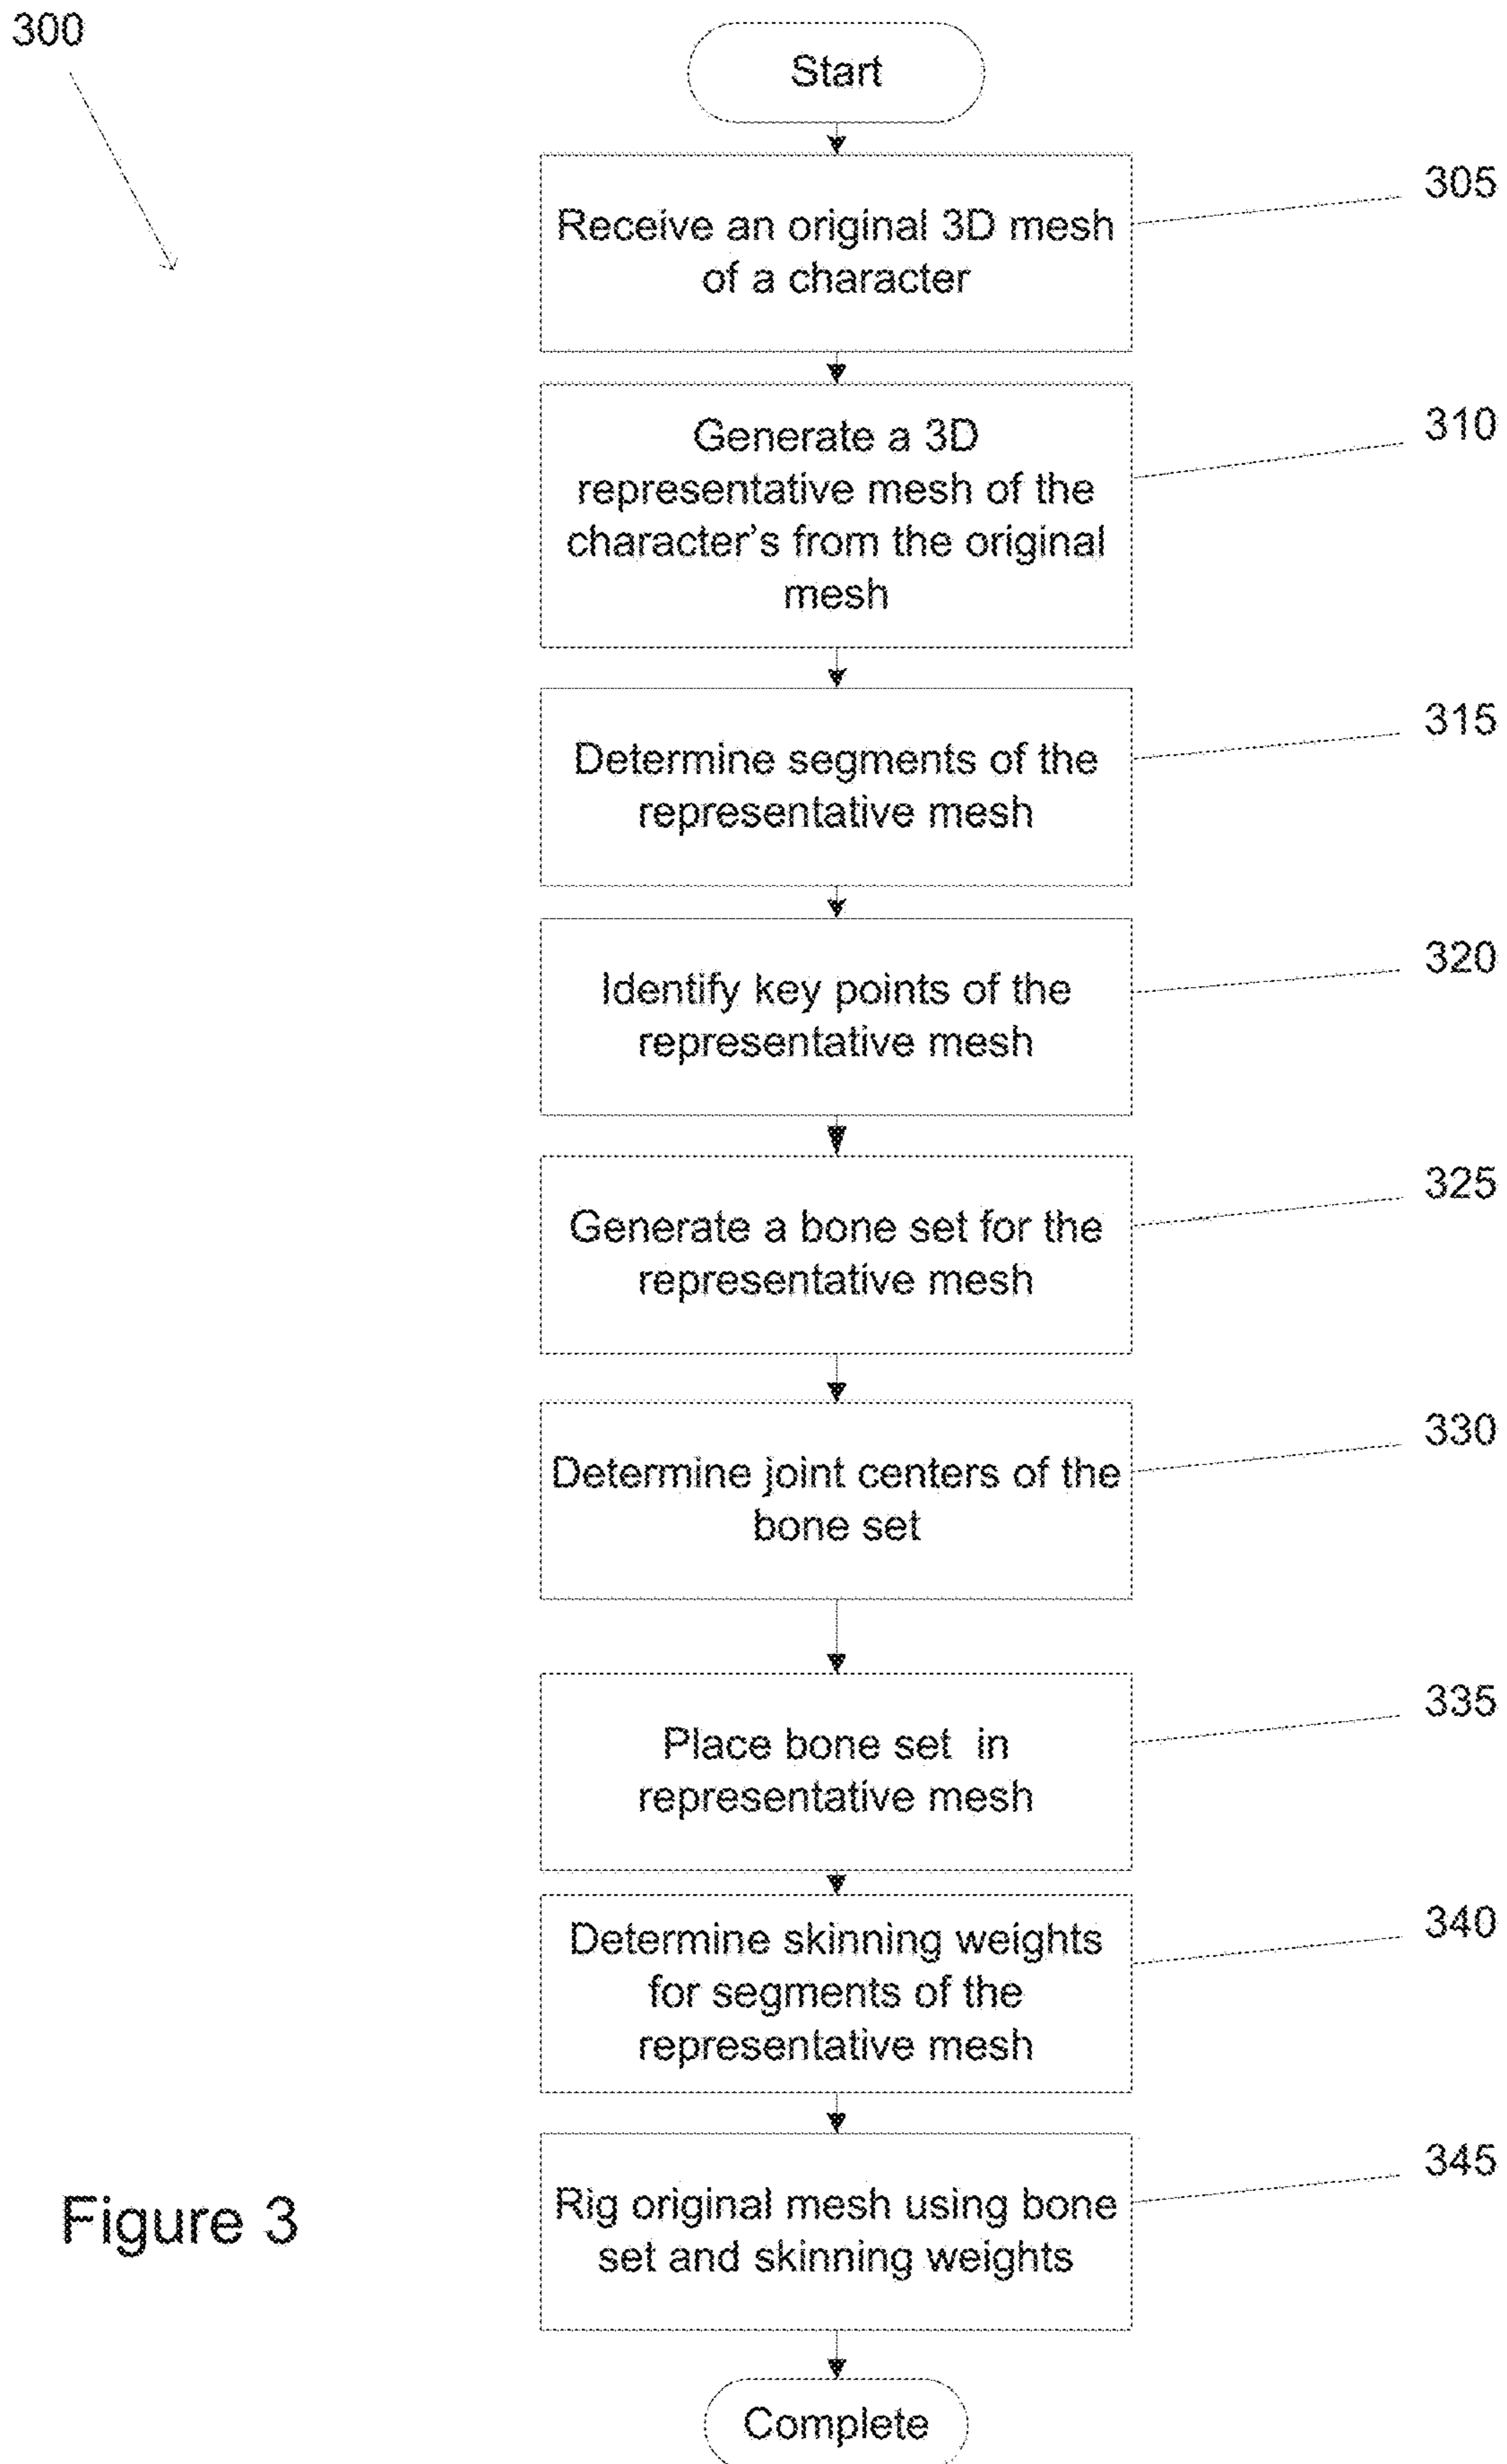 300
Start
305
Receive an original 3D mesh
of a character
310
Generate a 3D
representative mesh of the
character's from the original
mesh
315
Determine segments of the
representative mesh
320
Identify key points of the
representative mesh
325
Generate a bone set for the
representative mesh
330
Determine joint centers of the
bone set
335
Place bone set in
representative mesh
340
Determine skinning weights
for segments of the
representative mesh
345
Rig original mesh using bone
set and skinning weights
Figure 3
Complete